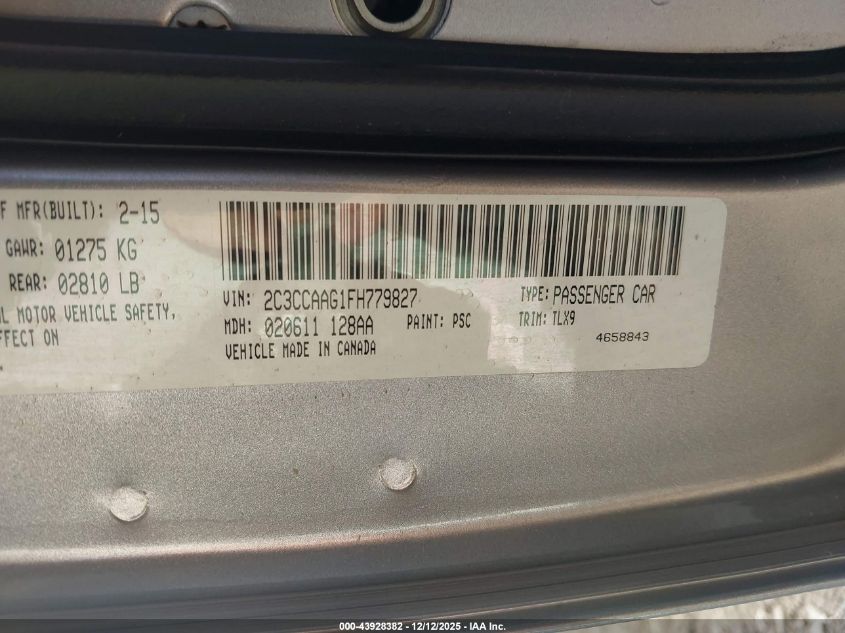 F MFR(BUILT): 2-15
GAWR: 01275 KG
REAR: 02810 LB
L MOTOR VEHICLE SAFETY,
FFECT ON
VIN: 2C3CCAAG1FH779827
TYPE: PASSENGER CAR
MDH: 020611 128AA PAINT: PSC
TRIM: TLX9
VEHICLE MADE IN CANADA
4658843
000-43928382 - 12/12/2025 - IAA Inc.